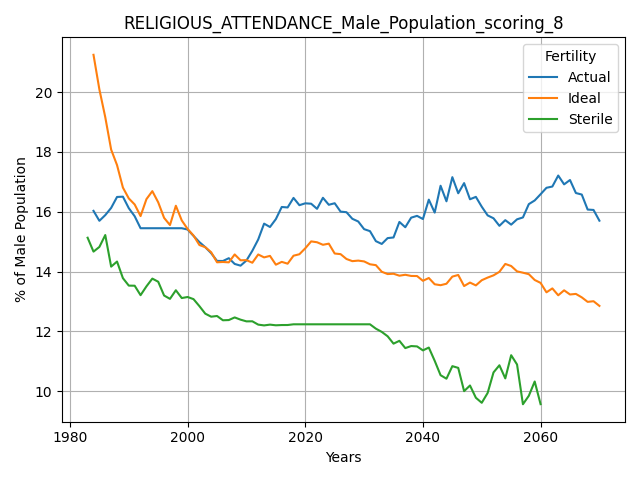 RELIGIOUS_ATTENDANCE_Male_Population_scoring_8
Fertility
Actual
Ideal
Sterile
% of Male Population
20
18
16
14
12
10
1980
2000
2020
2040
2060
Years